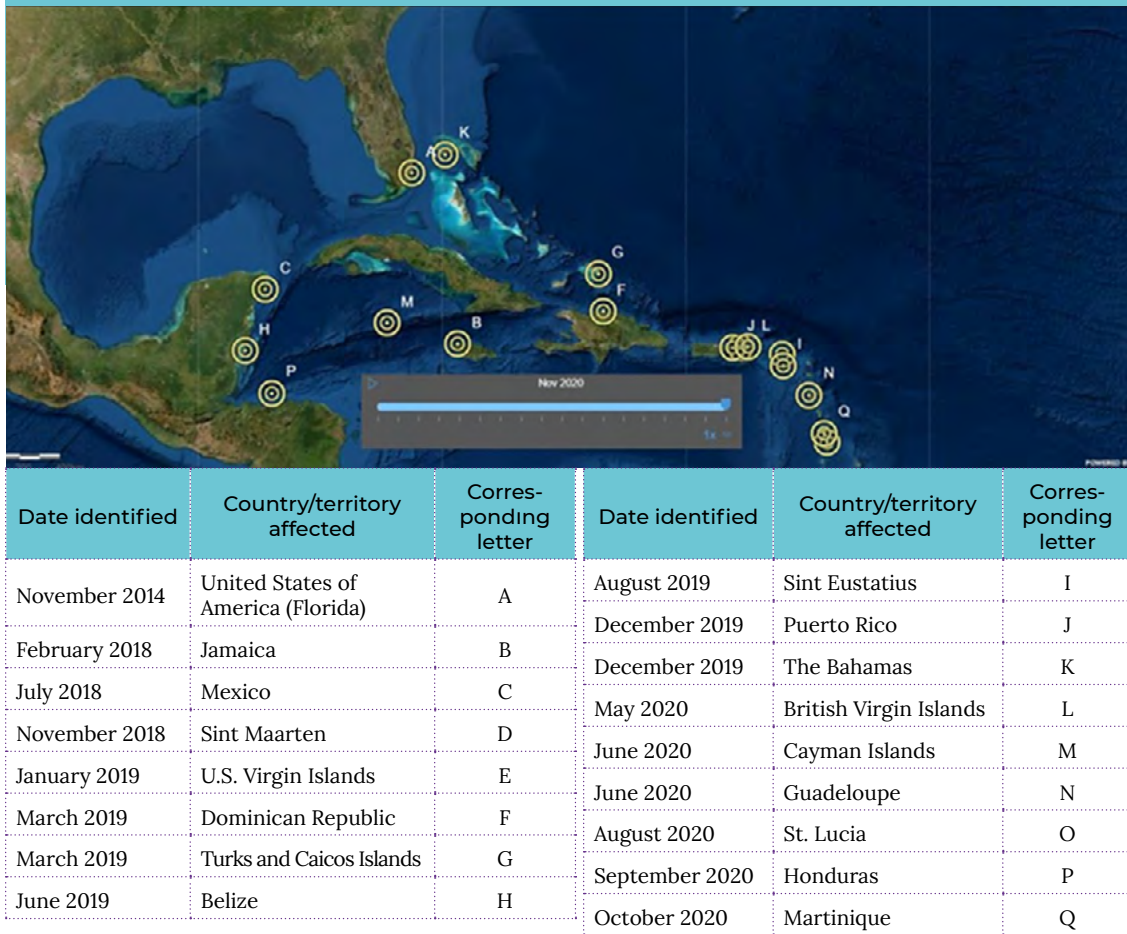 K
A
G
C
F
M
B
H
J L
I
P
N
Nov 2020
Q
1x
POWERED B
Date identified
Country/territory
affected
Corres-
ponding
letter
November 2014
United States of
America (Florida)
A
February 2018
Jamaica
B
July 2018
Mexico
C
November 2018
Sint Maarten
D
January 2019
U.S. Virgin Islands
E
March 2019
Dominican Republic
F
March 2019
Turks and Caicos Islands
G
June 2019
Belize
H
Date identified
Country/territory
affected
Corres-
ponding
letter
August 2019
Sint Eustatius
I
December 2019
Puerto Rico
J
December 2019
The Bahamas
K
May 2020
British Virgin Islands
L
June 2020
Cayman Islands
M
June 2020
Guadeloupe
N
August 2020
St. Lucia
O
September 2020
Honduras
P
October 2020
Martinique
Q